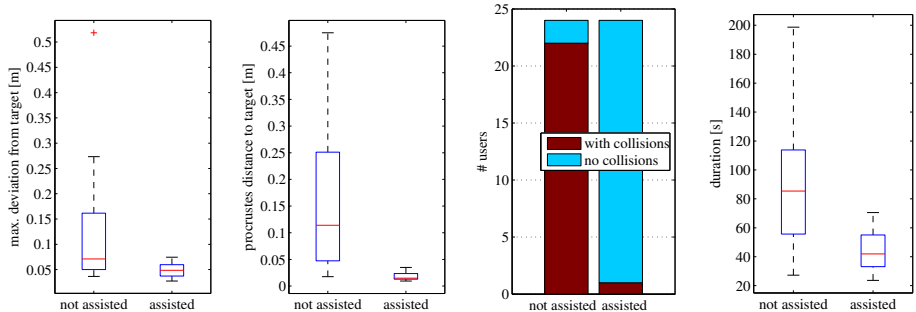 max. deviation from target [m]
0.5
0.45
0.4
0.35
0.3
0.25
0.2
0.15
0.1
0.05
not assisted
assisted
procrustes distance to target [m]
0.45
0.4
0.35
0.3
0.25
0.2
0.15
0.1
0.05
0
not assisted
assisted
# users
25
20
15
10
5
0
with collisions
no collisions
not assisted
assisted
duration [s]
200
180
160
140
120
100
80
60
40
20
not assisted
assisted